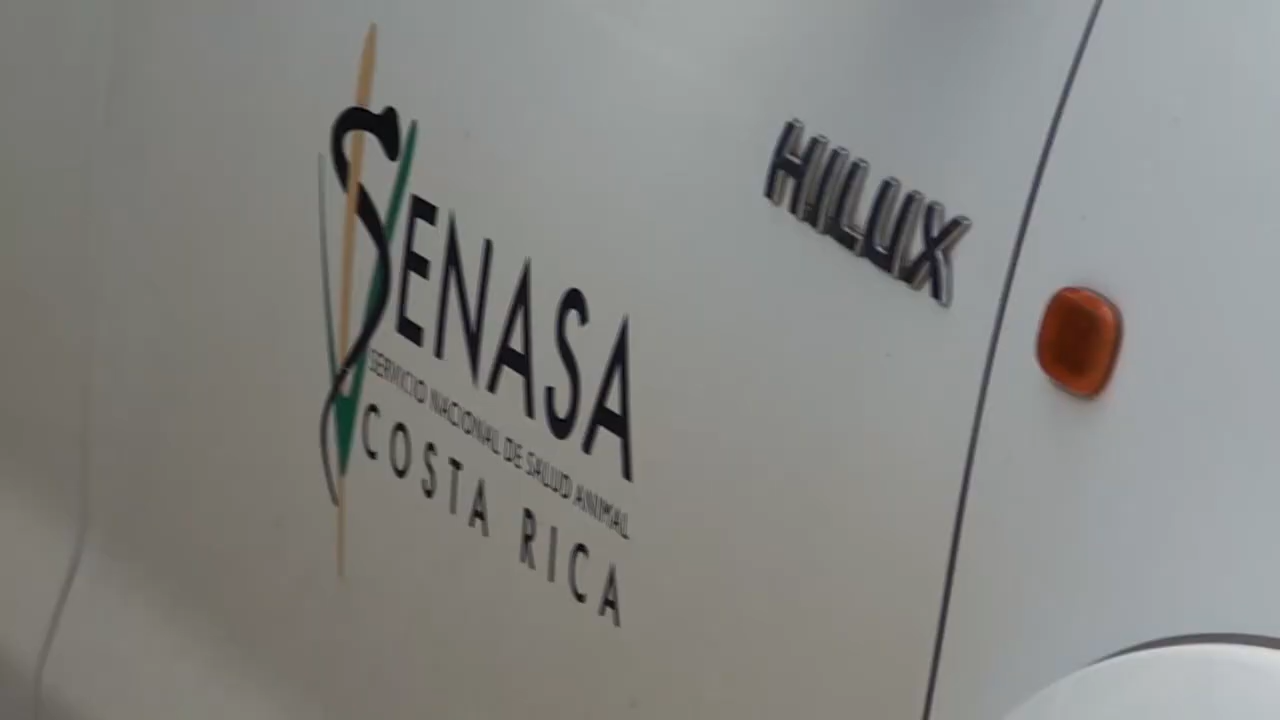 SENASA
SERVICIO NACIONAL DE SALUD ANIMAL
COSTA RICA
HILUX